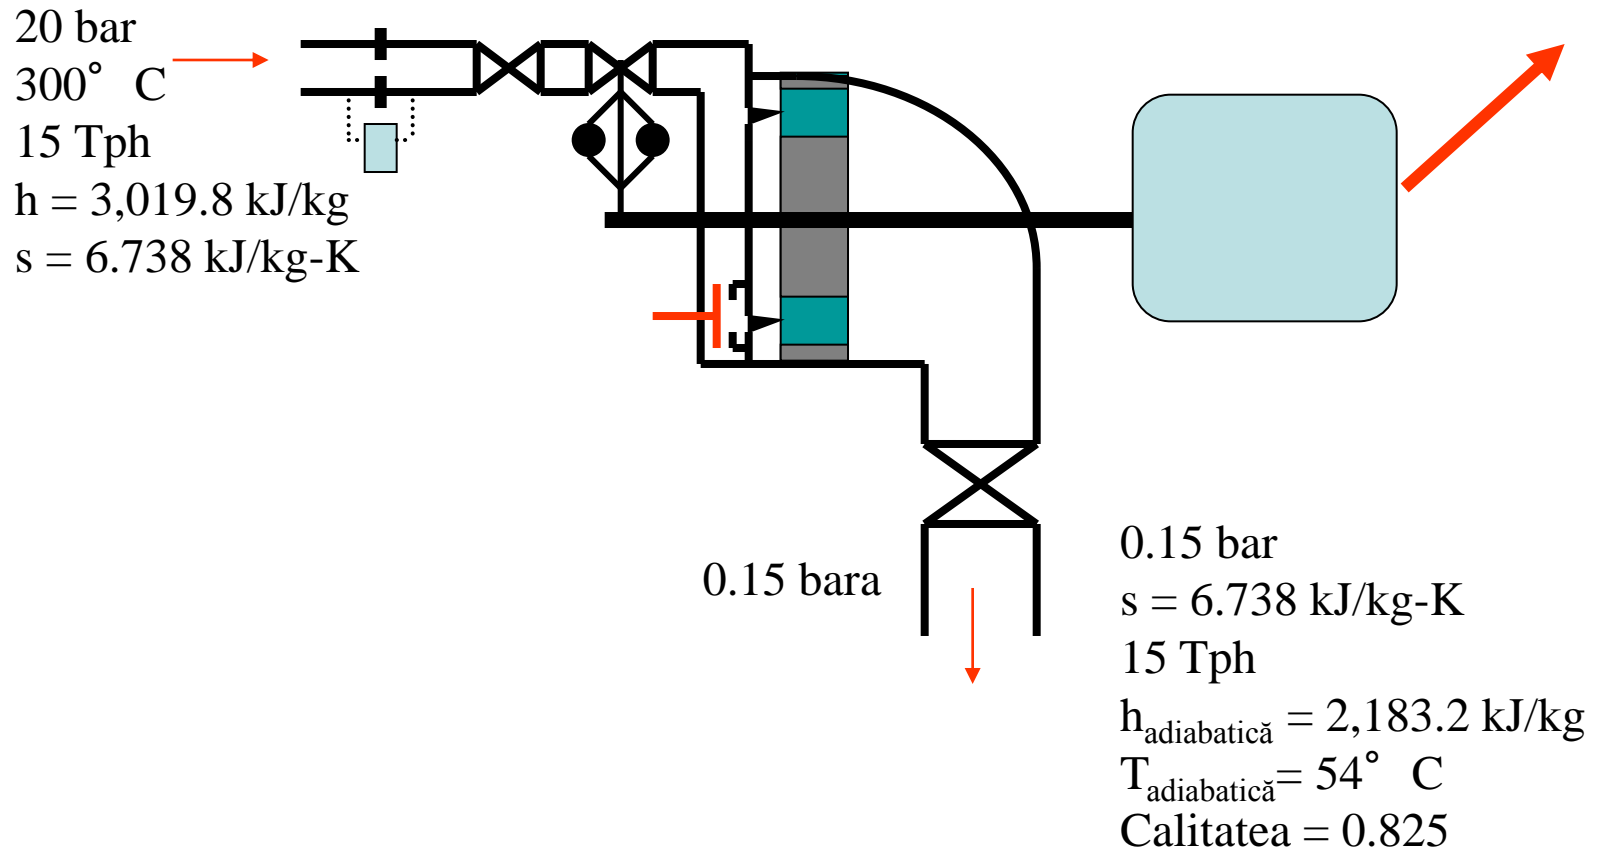 20 bar
300° C
15 Tph
h = 3,019.8 kJ/kg
s = 6.738 kJ/kg-K
0.15 bara
0.15 bar
s = 6.738 kJ/kg-K
15 Tph
hadiabatică = 2,183.2 kJ/kg
Tadiabatică= 54° C
Calitatea = 0.825